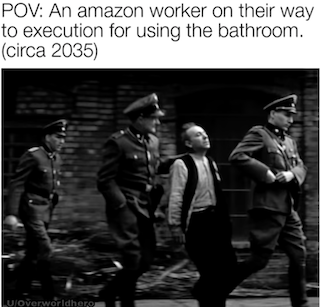 POV: An amazon worker on their way
to execution for using the bathroom.
(circa 2035)
U/Overworldhero